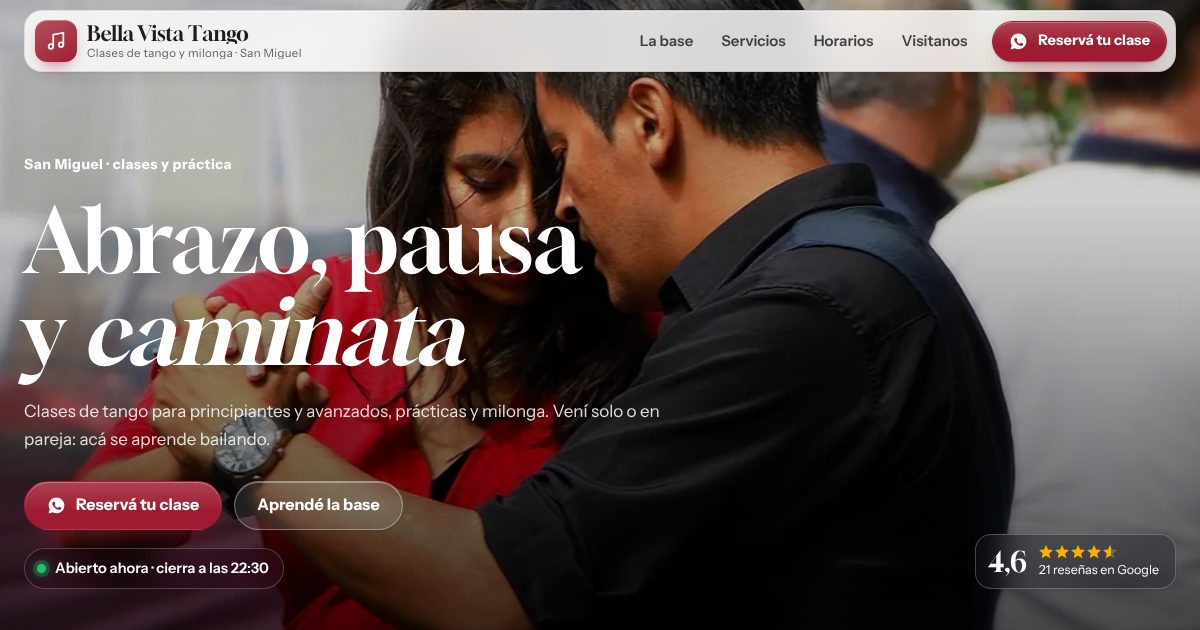 Bella Vista Tango
Clases de tango y milonga · San Miguel
La base
Servicios
Horarios
Visitanos
Reservá tu clase
San Miguel · clases y práctica
Abrazo, pausa
y caminata
Clases de tango para principiantes y avanzados, prácticas y milonga. Vení solo o en
pareja: acá se aprende bailando.
Reservá tu clase
Aprendé la base
Abierto ahora · cierra a las 22:30
4,6
21 reseñas en Google